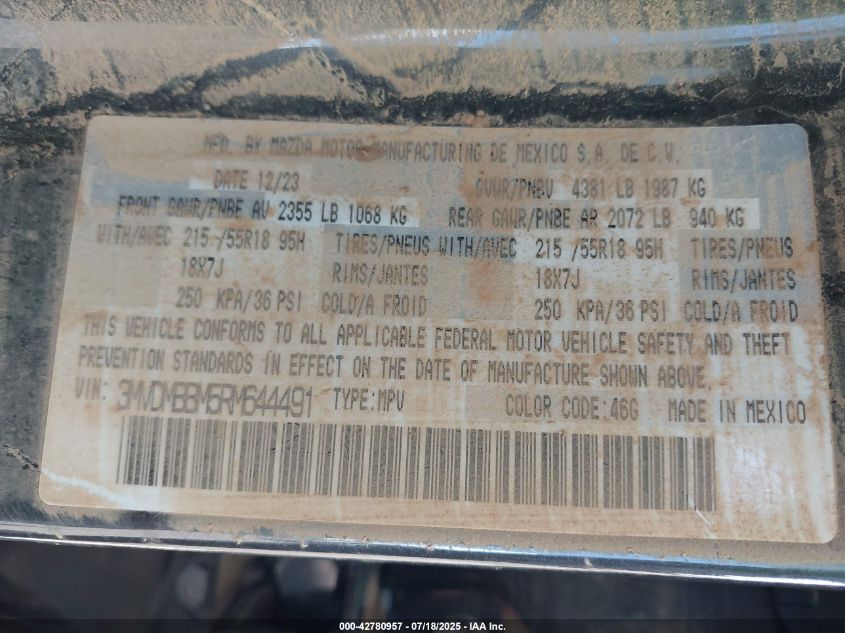 MFD. BY MAZDA MOTOR MANUFACTURING DE MEXICO S.A. DE C.V.
DATE 12/23 GVWR/PNBV 4381 LB 1987 KG
FRONT GAWR/PNBE AV 2355 LB 1068 KG REAR GAWR/PNBE AR 2072 LB 940 KG
WITH/AVEC 215 /55R18 95H TIRES/PNEUS WITH/AVEC 215 /55R18 95H TIRES/PNEUS
18X7J RIMS/JANTES 18X7J RIMS/JANTES
250 KPA/36 PSI COLD/A FROID 250 KPA/36 PSI COLD/A FROID
THIS VEHICLE CONFORMS TO ALL APPLICABLE FEDERAL MOTOR VEHICLE SAFETY AND THEFT
PREVENTION STANDARDS IN EFFECT ON THE DATE OF MANUFACTURE SHOWN ABOVE.
VIN: 3MVDMBBM5RM644491 TYPE:MPV COLOR CODE:46G MADE IN MEXICO
000-42780957 - 07/18/2025 - IAA Inc.